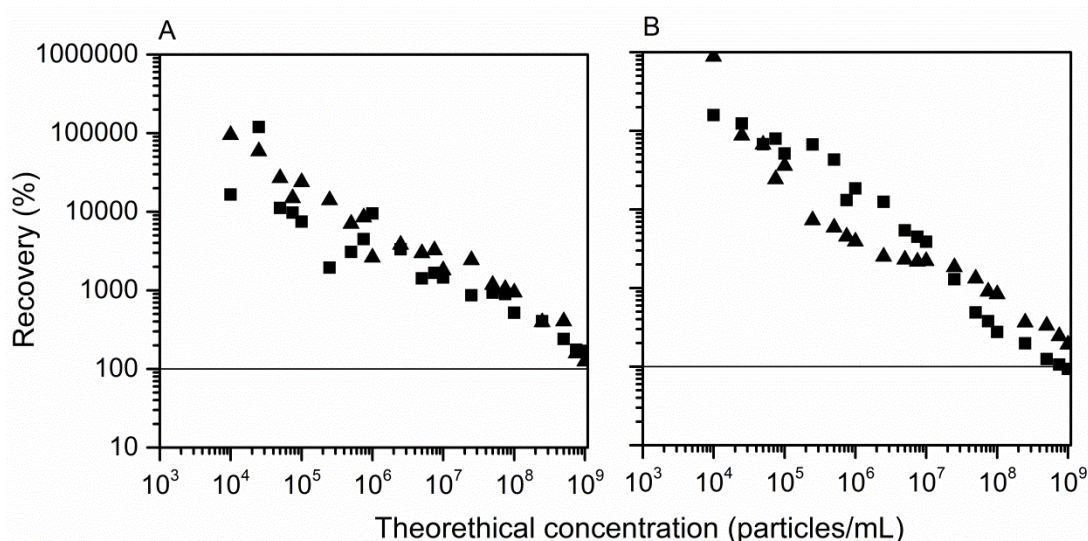 A
B
1000000
100000
10000
1000
100
10
Recovery (%)
10³ 10⁴ 10⁵ 10⁶ 10⁷ 10⁸ 10⁹
10³ 10⁴ 10⁵ 10⁶ 10⁷ 10⁸ 10⁹
Theorethical concentration (particles/mL)